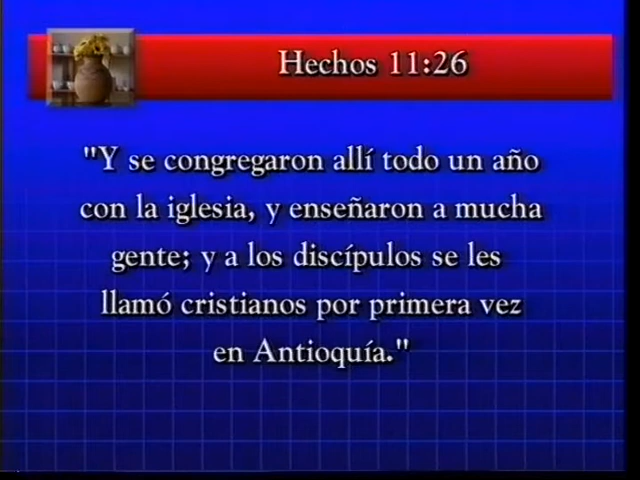 Hechos 11:26
"Y se congregaron allí todo un año
con la iglesia, y enseñaron a mucha
gente; y a los discípulos se les
llamó cristianos por primera vez
en Antioquía."